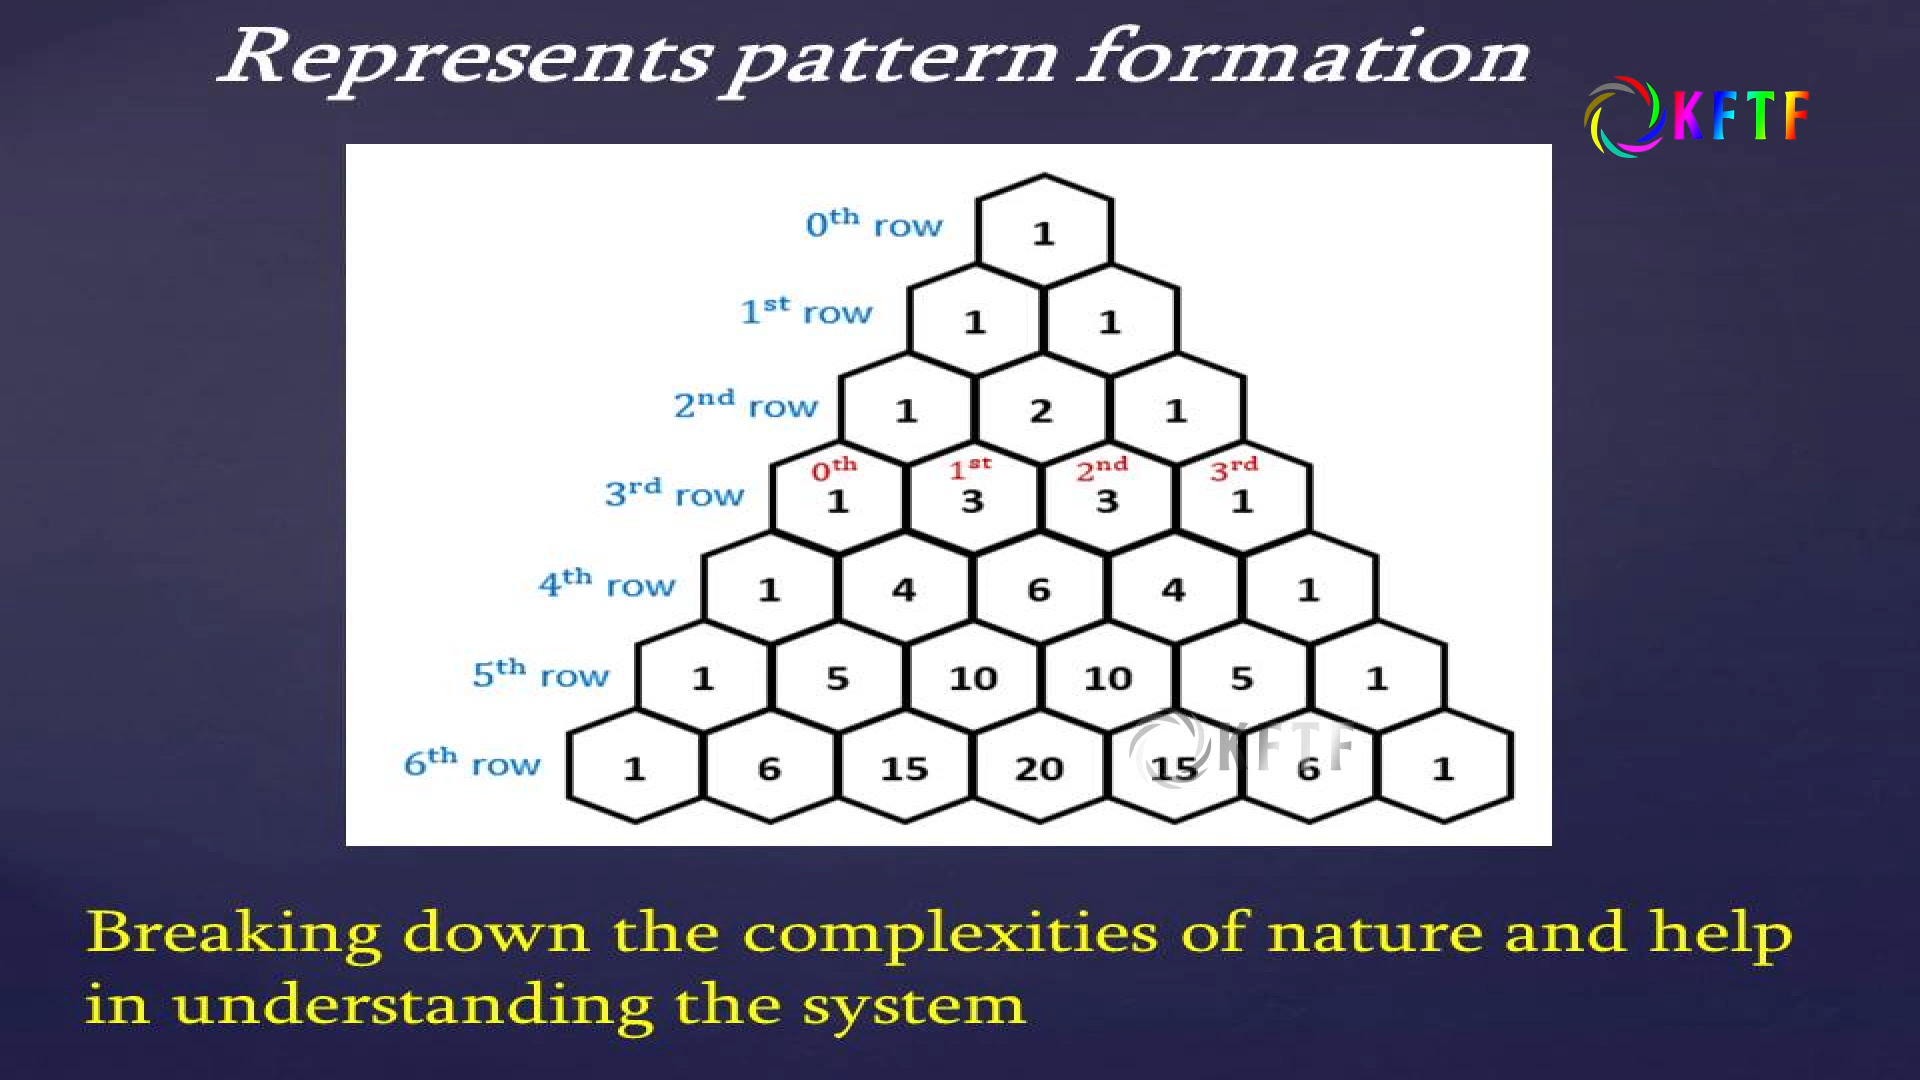 Represents pattern formation
KFTF
0th row
1
1st row
1 1
2nd row
1 2 1
3rd row
0th 1st 2nd 3rd
1 3 3 1
4th row
1 4 6 4 1
5th row
1 5 10 10 5 1
6th row
1 6 15 20 15 6 1
KFTF
Breaking down the complexities of nature and help
in understanding the system